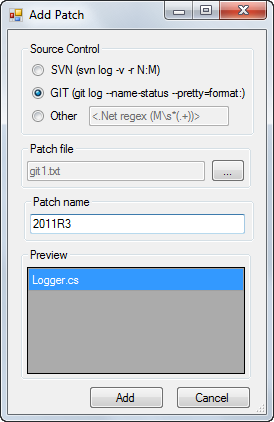 Add Patch
Source Control
SVN (svn log -v -r N:M)
GIT (git log --name-status --pretty=format:)
Other <.Net regex (M\s*(.+))>
Patch file
git1.txt ...
Patch name
2011R3
Preview
Logger.cs
Add Cancel